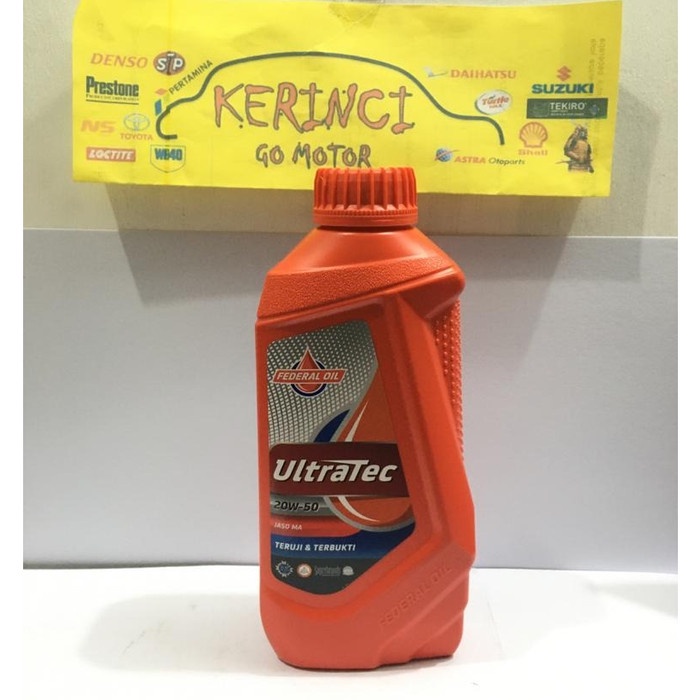 DENSO
STP
PERTAMINA
Prestone
NS
TOYOTA
LOCTITE
WD40
KERINCI
GO MOTOR
DAIHATSU
SUZUKI
Turtle
TEKIRO
Shell
ASTRA Otoparts
FEDERAL OIL
ULTRATEC
20W-50
JASO MA
TERUJI & TERBUKTI
FEDERAL OIL